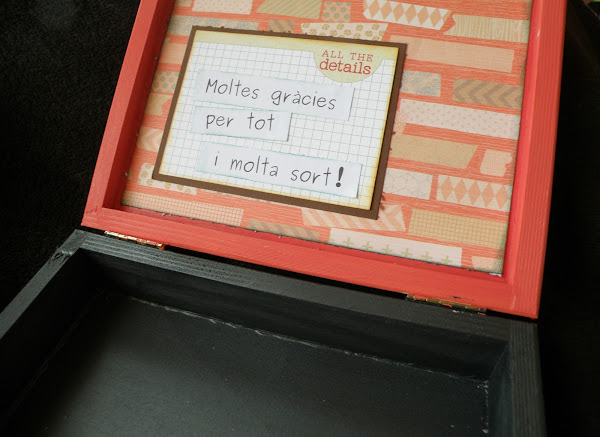 ALL THE
details
Moltes gràcies
per tot
i molta sort!